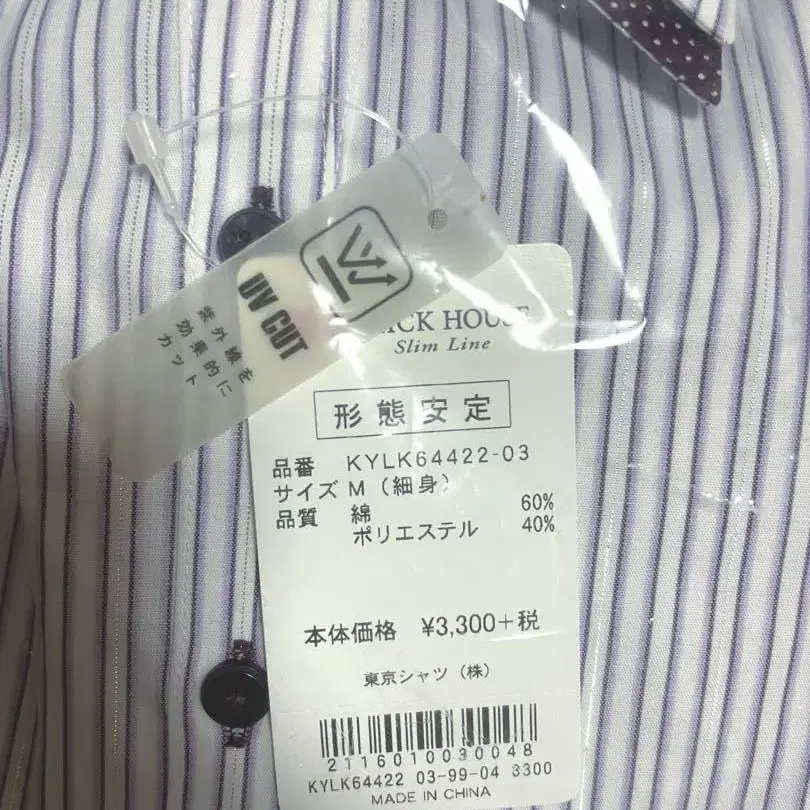 UV CUT
紫外線を
効果的に
カット
HOUSE
Slim Line
形態安定
品番 KYLK64422-03
サイズ M（細身）
品質 綿 60%
ポリエステル 40%
本体価格 ¥3,300+税
東京シャツ（株）
2116010030048
KYLK64422 03-99-04 3300
MADE IN CHINA